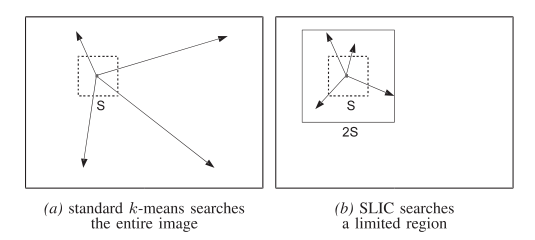 S
S
2S
(a) standard k-means searches
the entire image
(b) SLIC searches
a limited region